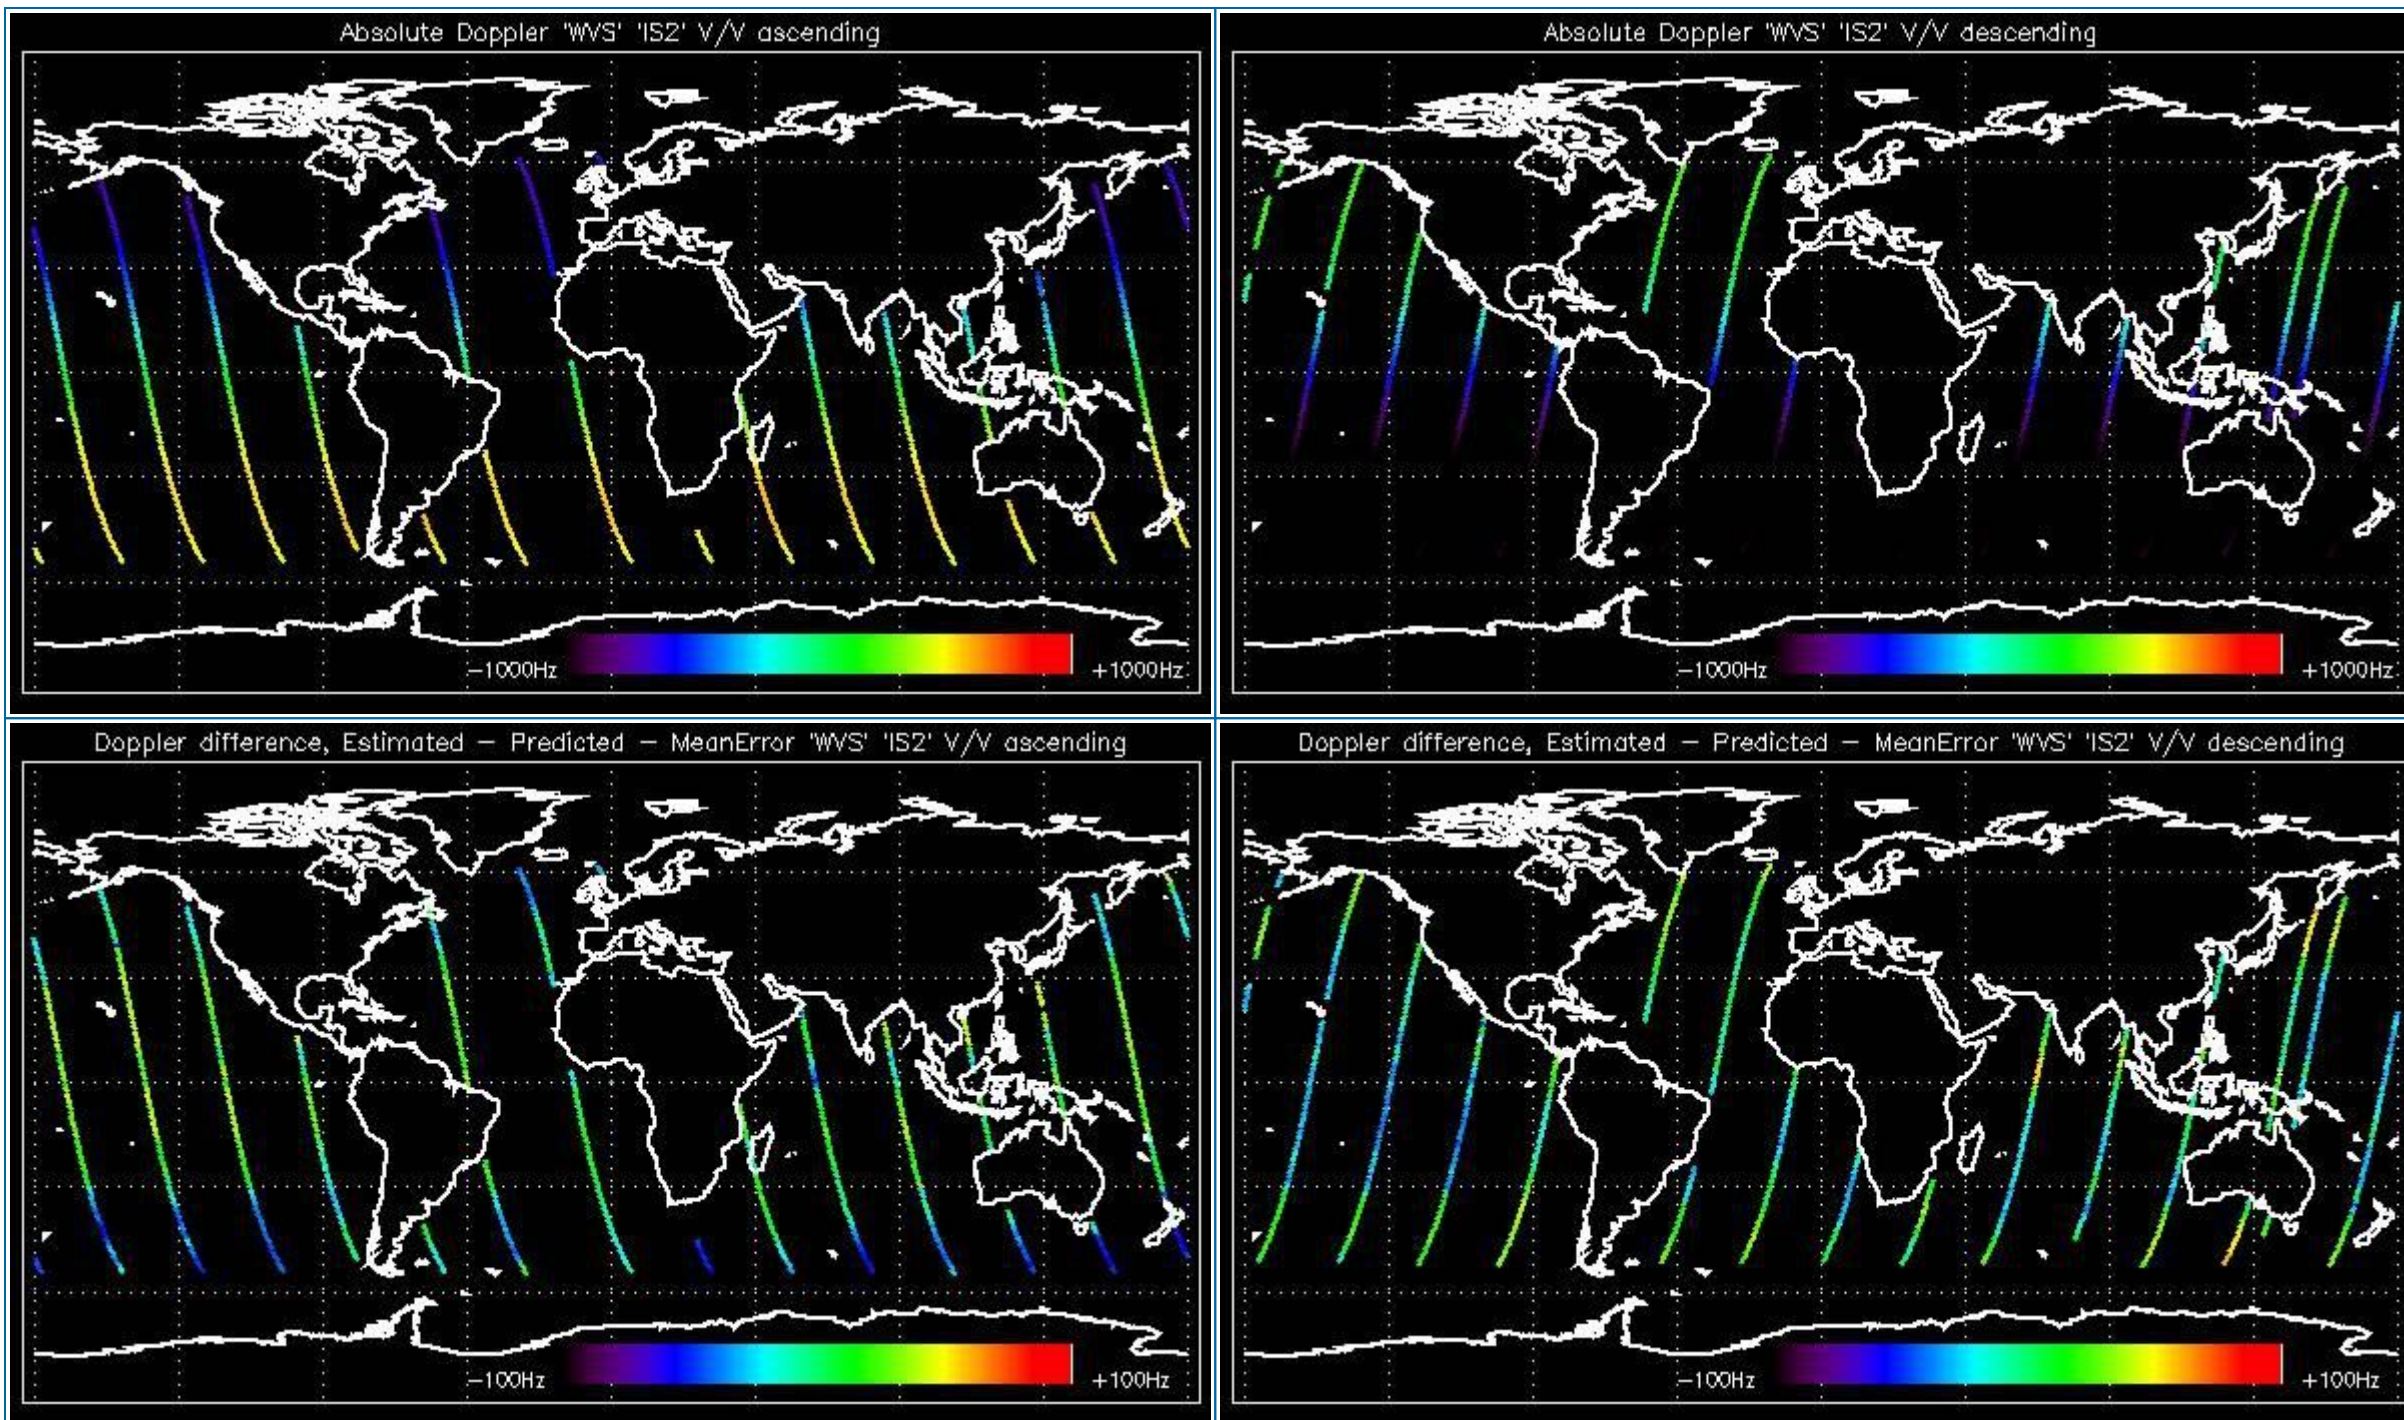 Absolute Doppler 'WVS' 'IS2' V/V ascending
-1000Hz
+1000Hz
Absolute Doppler 'WVS' 'IS2' V/V descending
-1000Hz
+1000Hz
Doppler difference, Estimated - Predicted - MeanError 'WVS' 'IS2' V/V ascending
-100Hz
+100Hz
Doppler difference, Estimated - Predicted - MeanError 'WVS' 'IS2' V/V descending
-100Hz
+100Hz